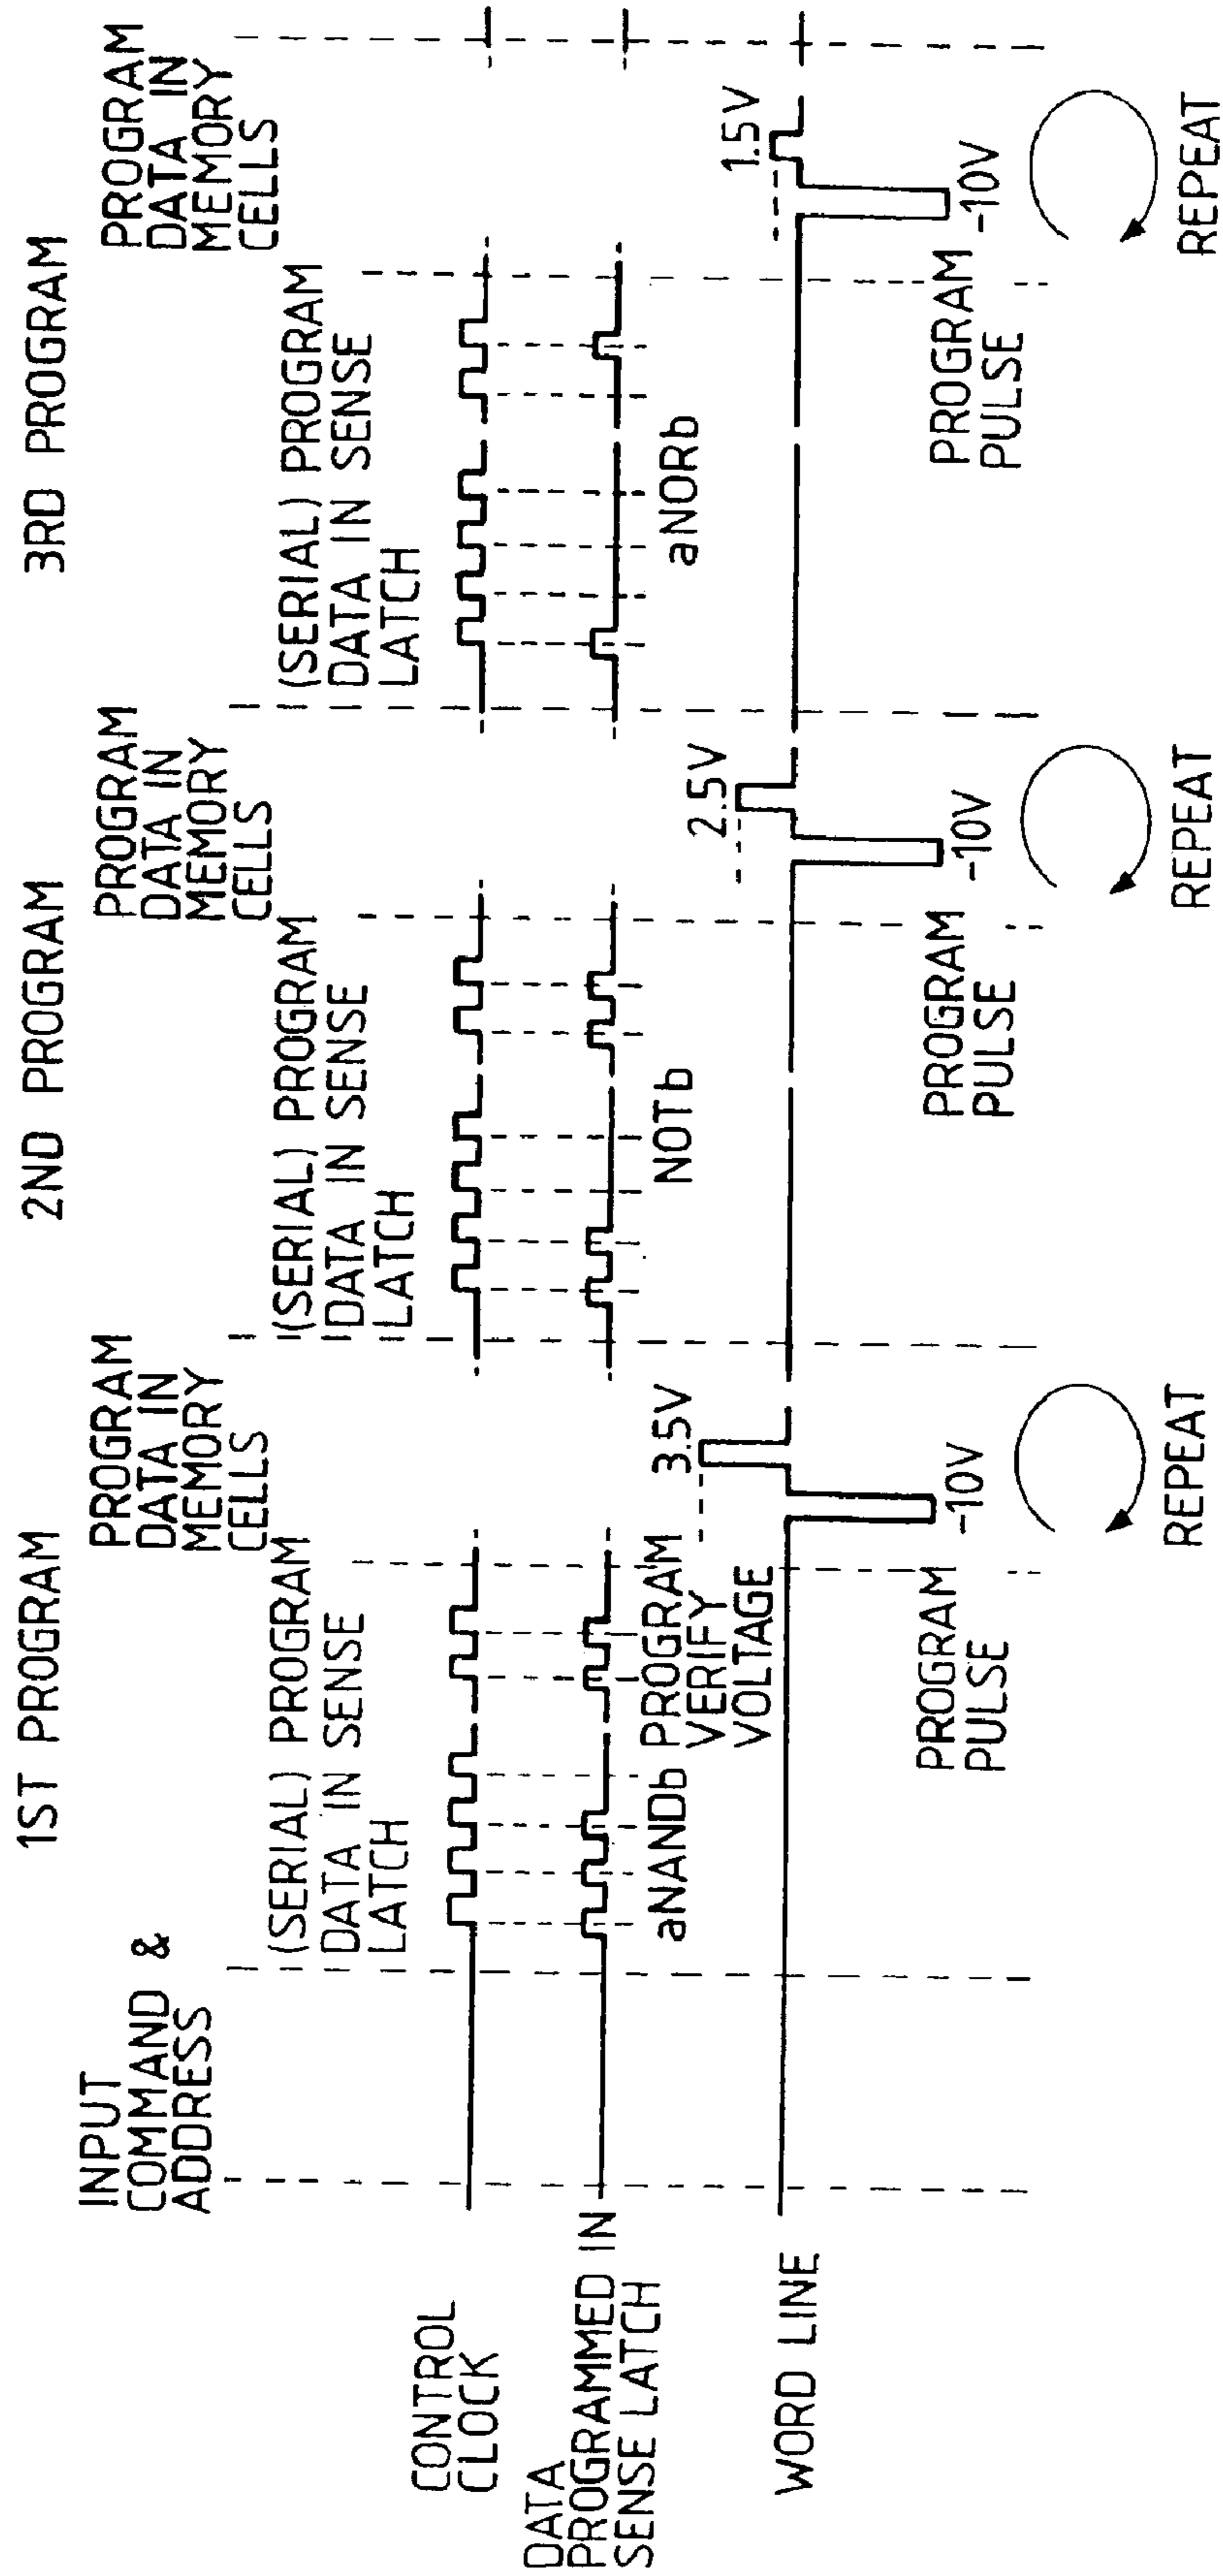 1ST PROGRAM
2ND PROGRAM
3RD PROGRAM
INPUT
COMMAND &
ADDRESS
PROGRAM
DATA IN
MEMORY
CELLS
PROGRAM
DATA IN
MEMORY
CELLS
PROGRAM
DATA IN
MEMORY
CELLS
(SERIAL) PROGRAM
DATA IN SENSE
LATCH
(SERIAL) PROGRAM
DATA IN SENSE
LATCH
(SERIAL) PROGRAM
DATA IN SENSE
LATCH
CONTROL
CLOCK
DATA
PROGRAMMED IN
SENSE LATCH
aNANDb
PROGRAM
VERIFY
VOLTAGE
NOTb
aNORb
3.5V
2.5V
1.5V
WORD LINE
-10V
-10V
-10V
PROGRAM
PULSE
PROGRAM
PULSE
PROGRAM
PULSE
REPEAT
REPEAT
REPEAT